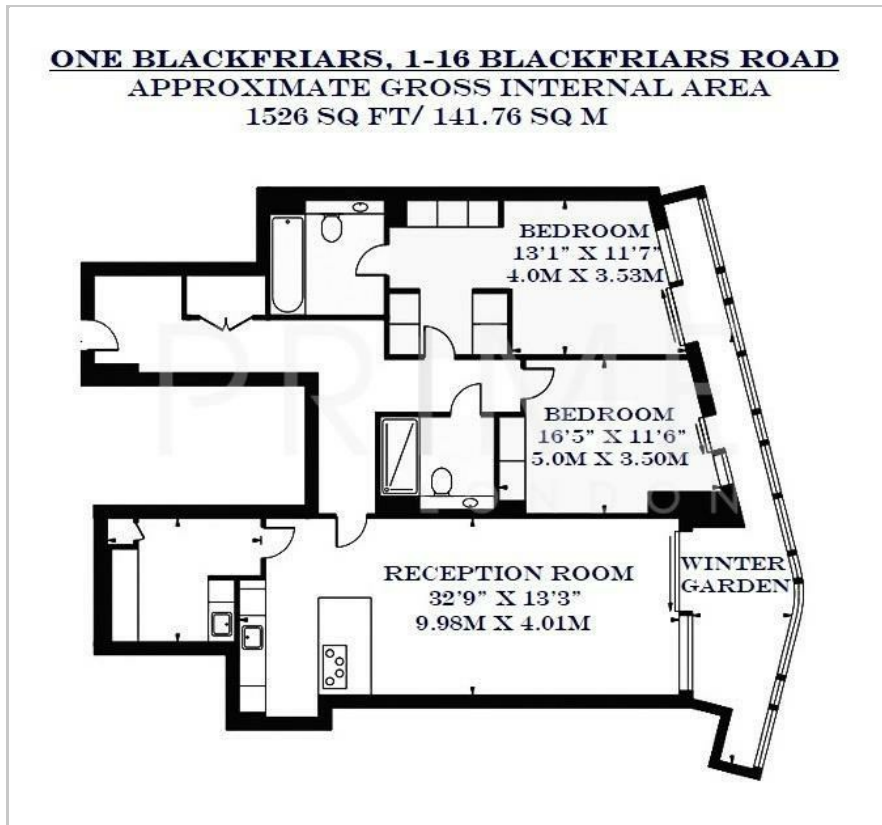 ONE BLACKFRIARS, 1-16 BLACKFRIARS ROAD
APPROXIMATE GROSS INTERNAL AREA
1526 SQ FT/ 141.76 SQ M
BEDROOM
13'1" X 11'7"
4.0M X 3.53M
BEDROOM
16'5" X 11'6"
5.0M X 3.50M
PRIME
LONDON
WINTER
GARDEN
RECEPTION ROOM
32'9" X 13'3"
9.98M X 4.01M